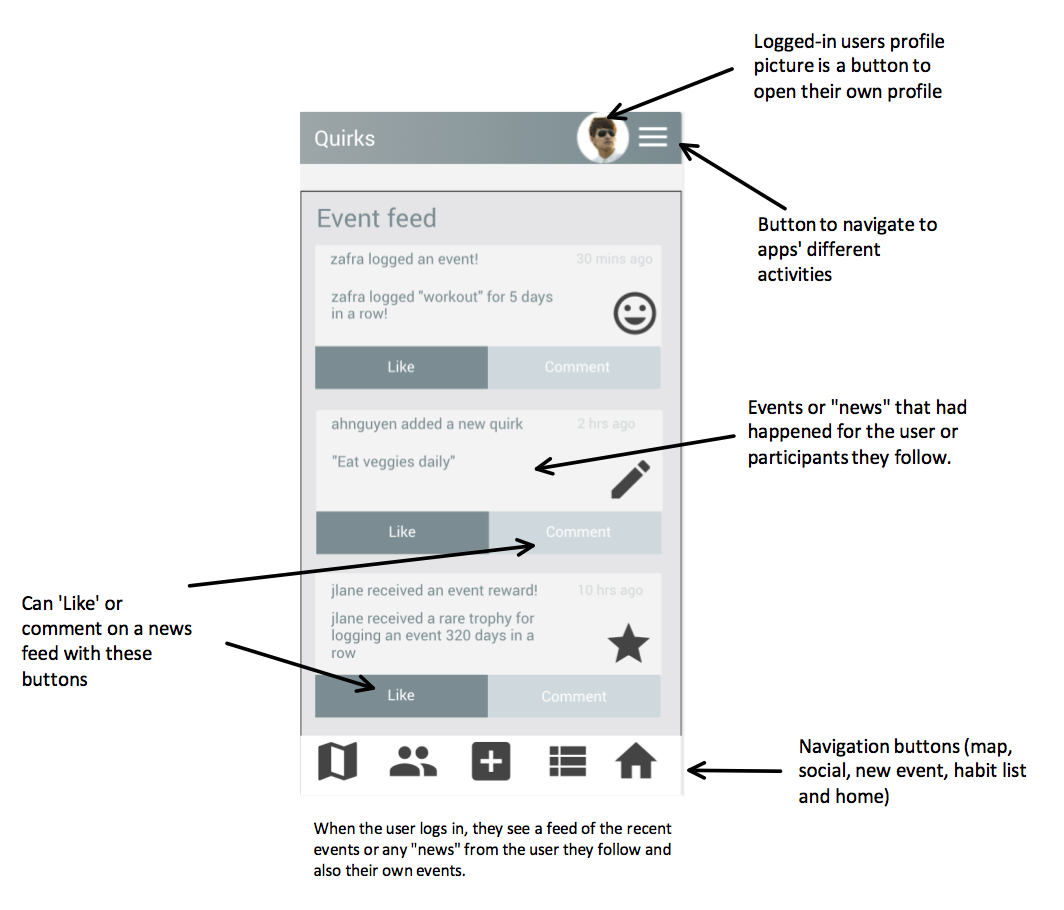 Logged-in users profile
picture is a button to
open their own profile
Quirks
Button to navigate to
apps' different
activities
Event feed
zafra logged an event! 30 mins ago
zafra logged "workout" for 5 days
in a row!
Like Comment
Events or "news" that had
happened for the user or
participants they follow.
ahnguyen added a new quirk 2 hrs ago
"Eat veggies daily"
Like Comment
Can 'Like' or
comment on a news
feed with these
buttons
jlane received an event reward! 10 hrs ago
jlane received a rare trophy for
logging an event 320 days in a
row
Like Comment
Navigation buttons (map,
social, new event, habit list
and home)
When the user logs in, they see a feed of the recent
events or any "news" from the user they follow and
also their own events.